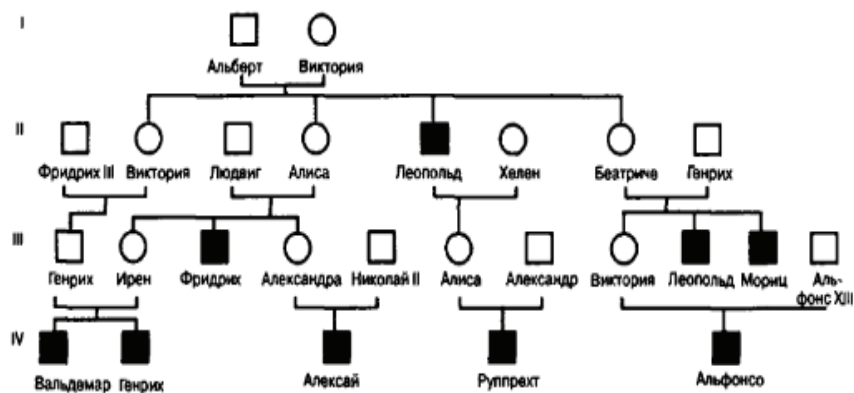 I
Альберт Виктория
II
Фридрих III Виктория Людвиг Алиса Леопольд Хелен Беатриче Генрих
III
Генрих Ирен Фридрих Александра Николай II Алиса Александр Виктория Леопольд Мориц Аль-
фонс XIII
IV
Вальдемар Генрих Алексай Руппрехт Альфонсо